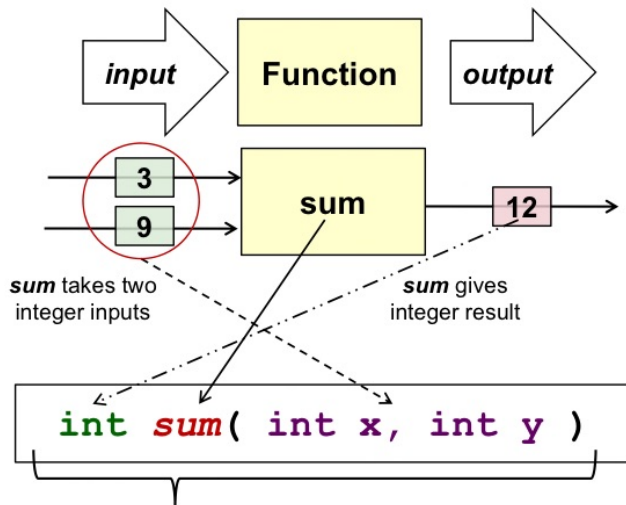 input
Function
output
3
9
sum
12
sum takes two
integer inputs
sum gives
integer result
int sum( int x, int y )